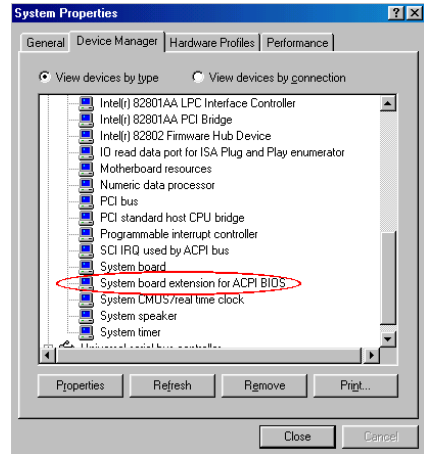 System Properties
General Device Manager Hardware Profiles Performance
View devices by type View devices by connection
Intel(r) 82801AA LPC Interface Controller
Intel(r) 82801AA PCI Bridge
Intel(r) 82802 Firmware Hub Device
IO read data port for ISA Plug and Play enumerator
Motherboard resources
Numeric data processor
PCI bus
PCI standard host CPU bridge
Programmable interrupt controller
SCI IRQ used by ACPI bus
System board
System board extension for ACPI BIOS
System CMOS/real time clock
System speaker
System timer
Universal serial bus controller
Properties Refresh Remove Print...
Close Cancel